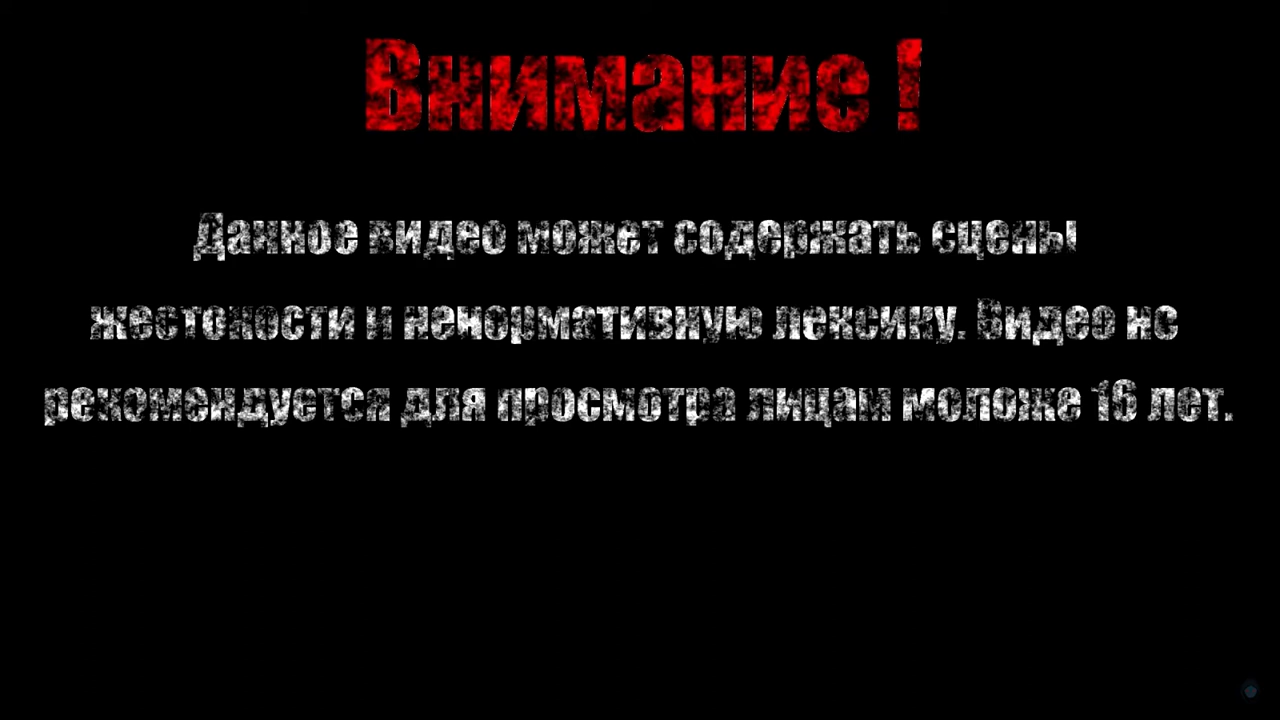 Внимание !
Данное видео может содержать сцены
жестокости и ненормативную лексику. Видео не
рекомендуется для просмотра лицам моложе 16 лет.